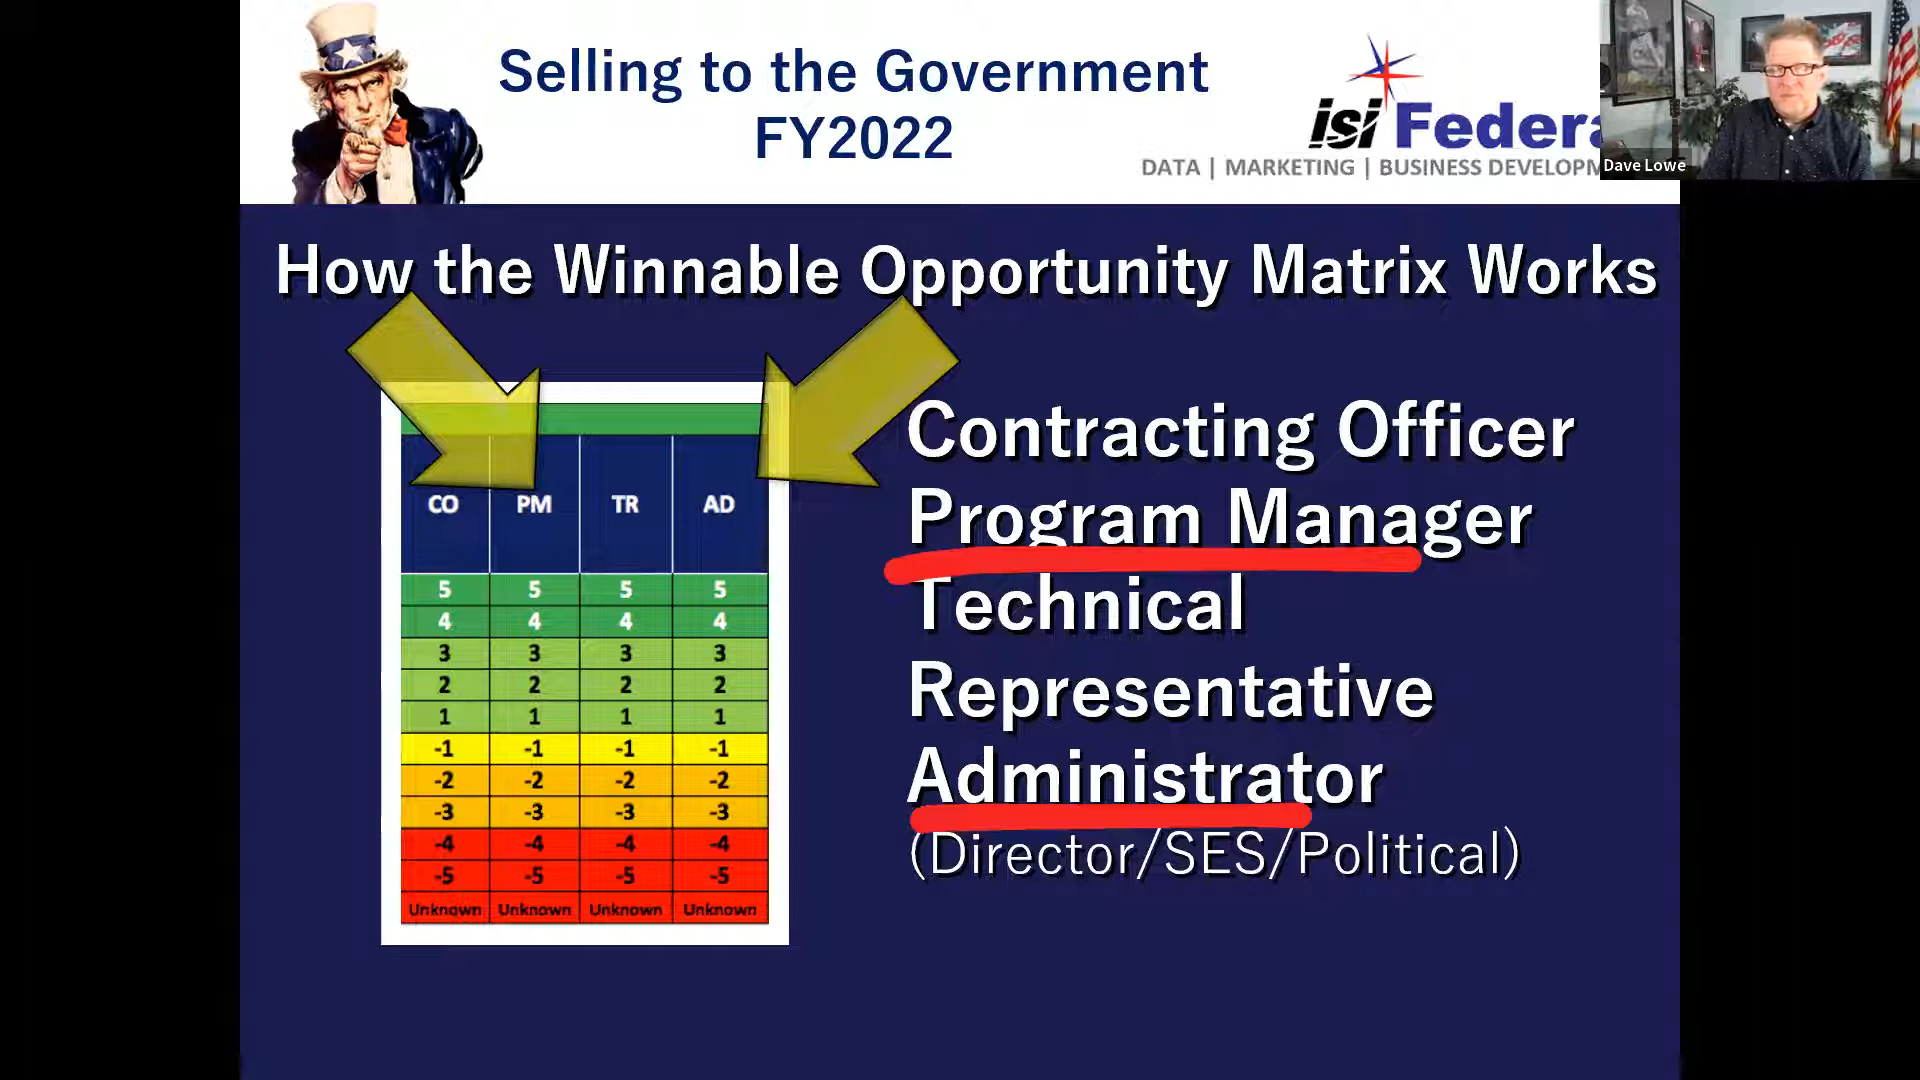 Selling to the Government
FY2022
isi Federa
DATA | MARKETING | BUSINESS DEVELOPM
Dave Lowe
How the Winnable Opportunity Matrix Works
CO PM TR AD
5 5 5 5
4 4 4 4
3 3 3 3
2 2 2 2
1 1 1 1
-1 -1 -1 -1
-2 -2 -2 -2
-3 -3 -3 -3
-4 -4 -4 -4
-5 -5 -5 -5
Unknown Unknown Unknown Unknown
Contracting Officer
Program Manager
Technical
Representative
Administrator
(Director/SES/Political)